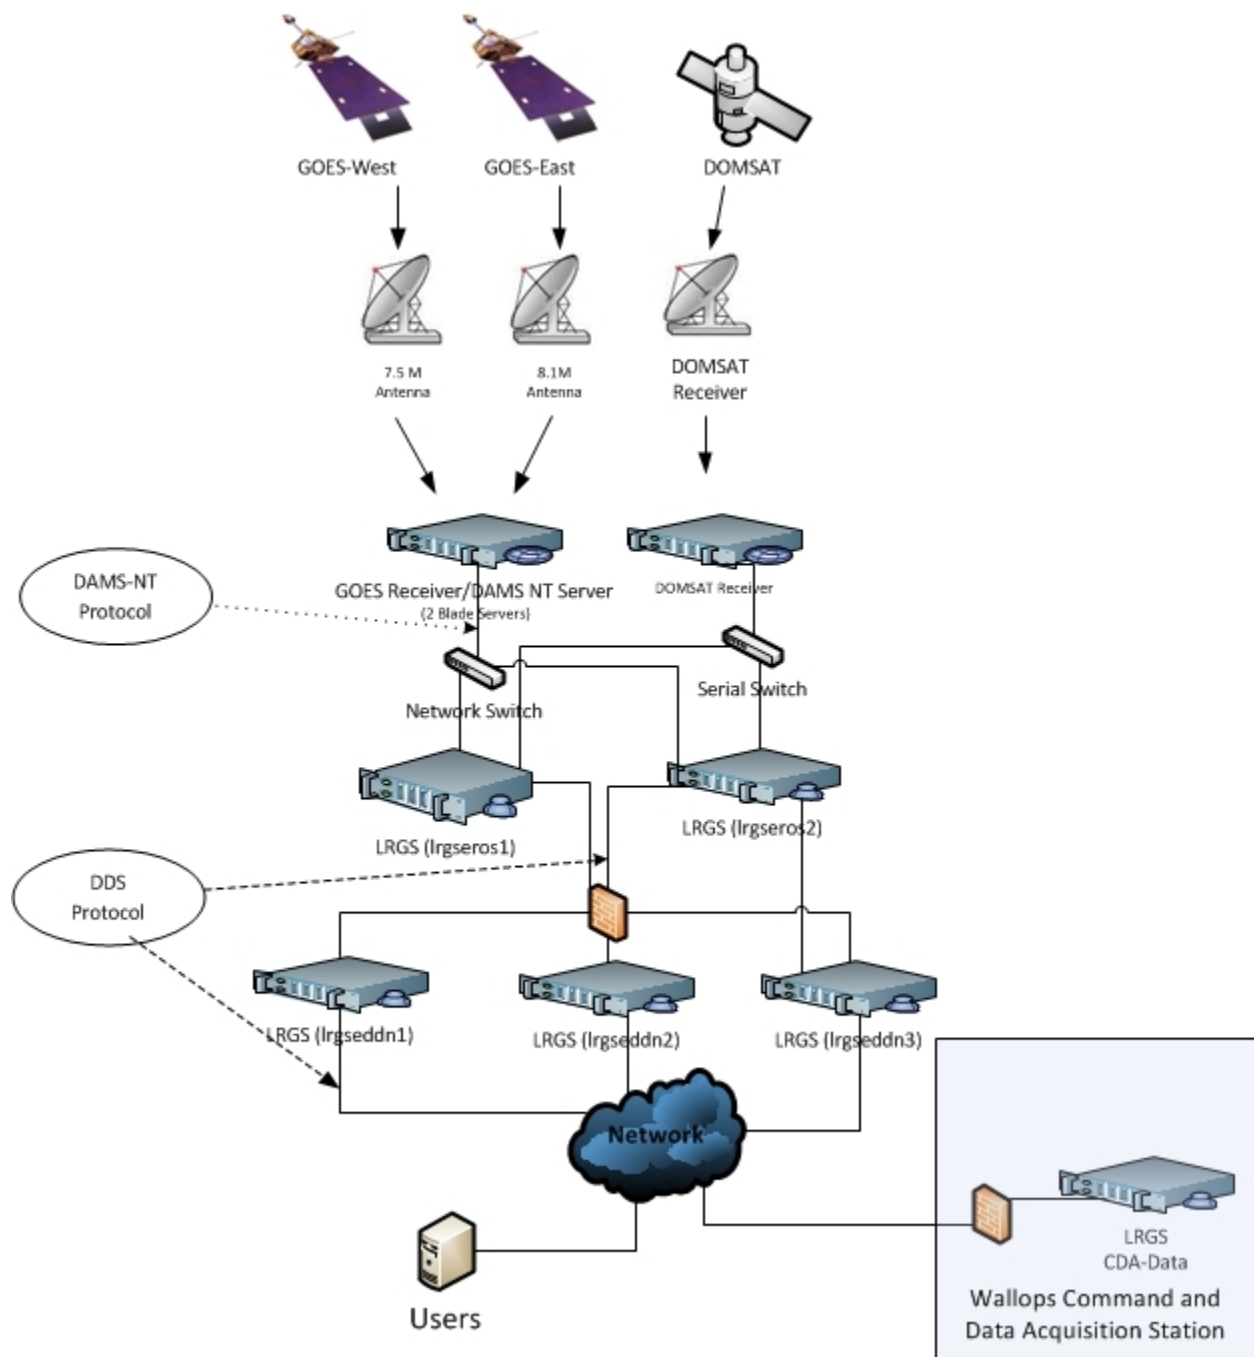 GOES-West
GOES-East
DOMSAT
7.5 M
Antenna
8.1M
Antenna
DOMSAT
Receiver
DAMS-NT
Protocol
GOES Receiver/DAMS NT Server
(2 Blade Servers)
DOMSAT Receiver
Network Switch
Serial Switch
LRGS (lrgseros1)
LRGS (lrgseros2)
DDS
Protocol
LRGS (lrgseddn1)
LRGS (lrgseddn2)
LRGS (lrgseddn3)
Network
Users
LRGS
CDA-Data
Wallops Command and
Data Acquisition Station